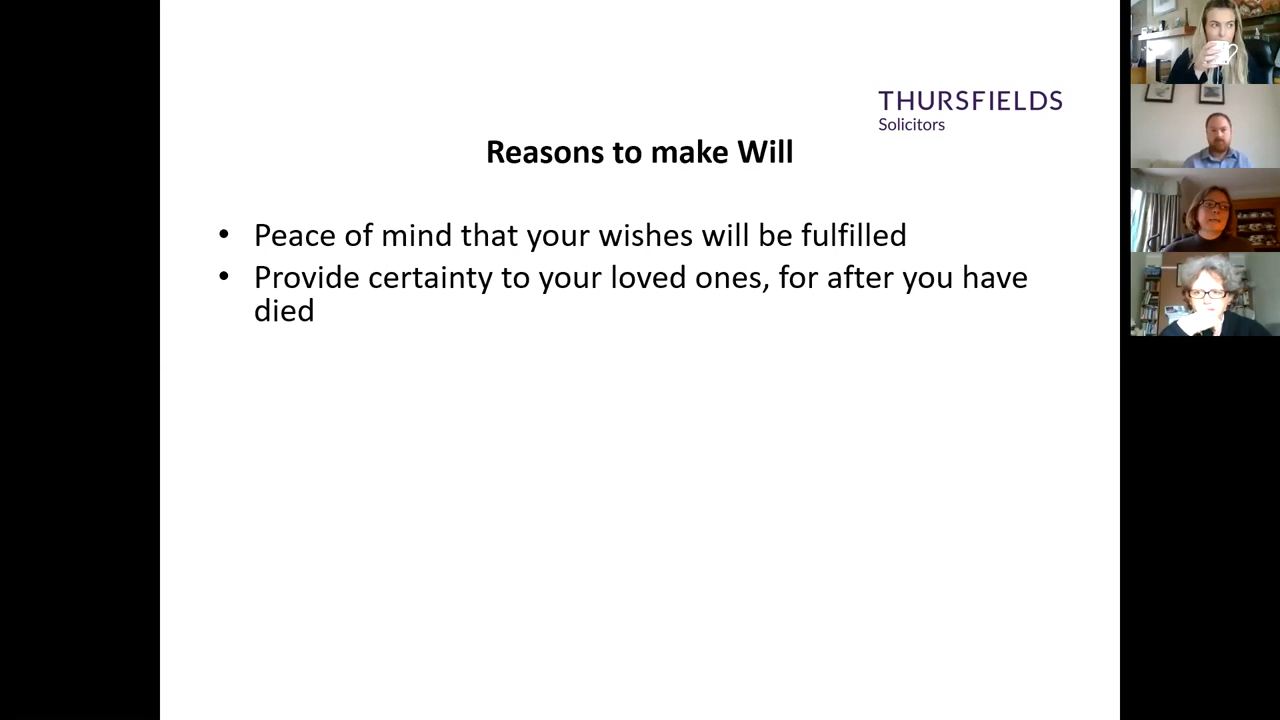 THURSFIELDS
Solicitors
Reasons to make Will
• Peace of mind that your wishes will be fulfilled
• Provide certainty to your loved ones, for after you have
died